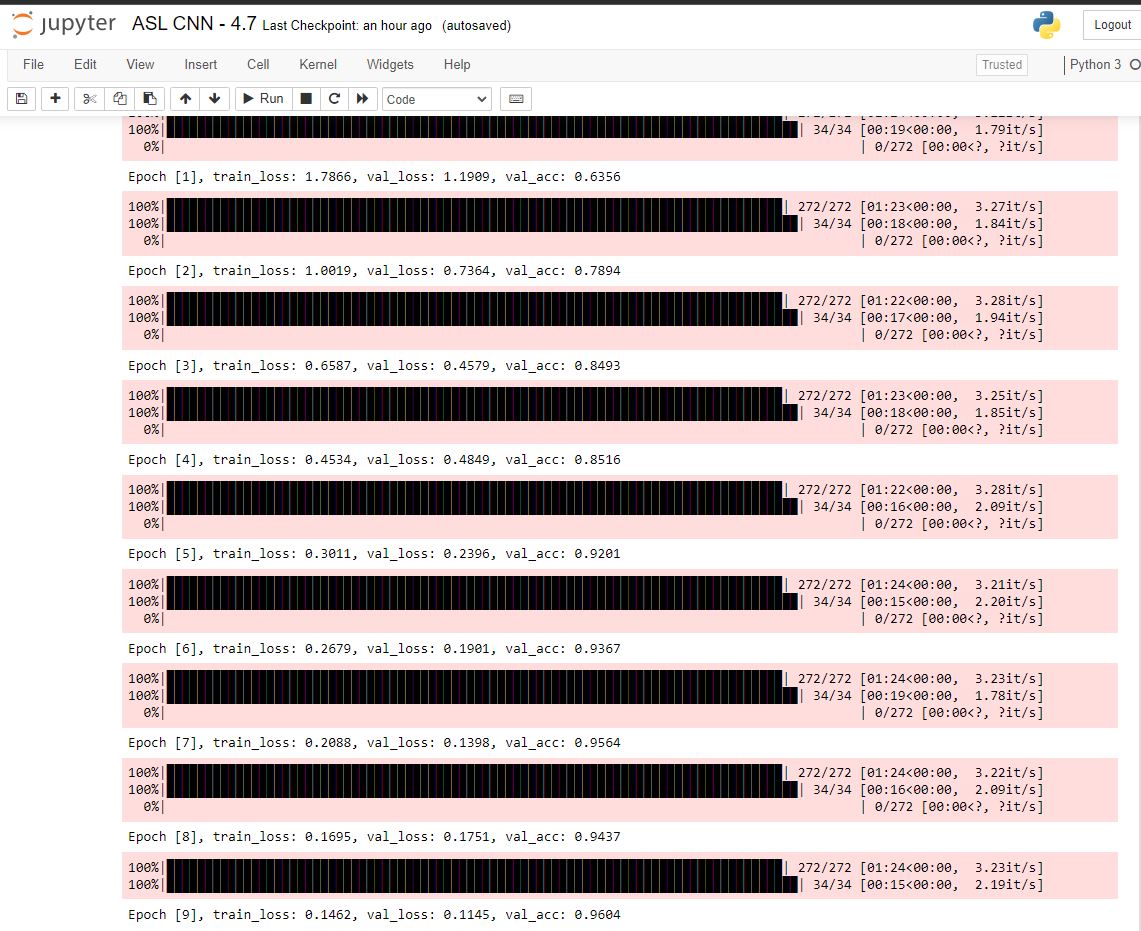 jupyter ASL CNN - 4.7 Last Checkpoint: an hour ago (autosaved) Logout
File Edit View Insert Cell Kernel Widgets Help Trusted Python 3
Run Code
100%| | 34/34 [00:19<00:00, 1.79it/s]
0%| | 0/272 [00:00<?, ?it/s]
Epoch [1], train_loss: 1.7866, val_loss: 1.1909, val_acc: 0.6356
100%| | 272/272 [01:23<00:00, 3.27it/s]
100%| | 34/34 [00:18<00:00, 1.84it/s]
0%| | 0/272 [00:00<?, ?it/s]
Epoch [2], train_loss: 1.0019, val_loss: 0.7364, val_acc: 0.7894
100%| | 272/272 [01:22<00:00, 3.28it/s]
100%| | 34/34 [00:17<00:00, 1.94it/s]
0%| | 0/272 [00:00<?, ?it/s]
Epoch [3], train_loss: 0.6587, val_loss: 0.4579, val_acc: 0.8493
100%| | 272/272 [01:23<00:00, 3.25it/s]
100%| | 34/34 [00:18<00:00, 1.85it/s]
0%| | 0/272 [00:00<?, ?it/s]
Epoch [4], train_loss: 0.4534, val_loss: 0.4849, val_acc: 0.8516
100%| | 272/272 [01:22<00:00, 3.28it/s]
100%| | 34/34 [00:16<00:00, 2.09it/s]
0%| | 0/272 [00:00<?, ?it/s]
Epoch [5], train_loss: 0.3011, val_loss: 0.2396, val_acc: 0.9201
100%| | 272/272 [01:24<00:00, 3.21it/s]
100%| | 34/34 [00:15<00:00, 2.20it/s]
0%| | 0/272 [00:00<?, ?it/s]
Epoch [6], train_loss: 0.2679, val_loss: 0.1901, val_acc: 0.9367
100%| | 272/272 [01:24<00:00, 3.23it/s]
100%| | 34/34 [00:19<00:00, 1.78it/s]
0%| | 0/272 [00:00<?, ?it/s]
Epoch [7], train_loss: 0.2088, val_loss: 0.1398, val_acc: 0.9564
100%| | 272/272 [01:24<00:00, 3.22it/s]
100%| | 34/34 [00:16<00:00, 2.09it/s]
0%| | 0/272 [00:00<?, ?it/s]
Epoch [8], train_loss: 0.1695, val_loss: 0.1751, val_acc: 0.9437
100%| | 272/272 [01:24<00:00, 3.23it/s]
100%| | 34/34 [00:15<00:00, 2.19it/s]
Epoch [9], train_loss: 0.1462, val_loss: 0.1145, val_acc: 0.9604